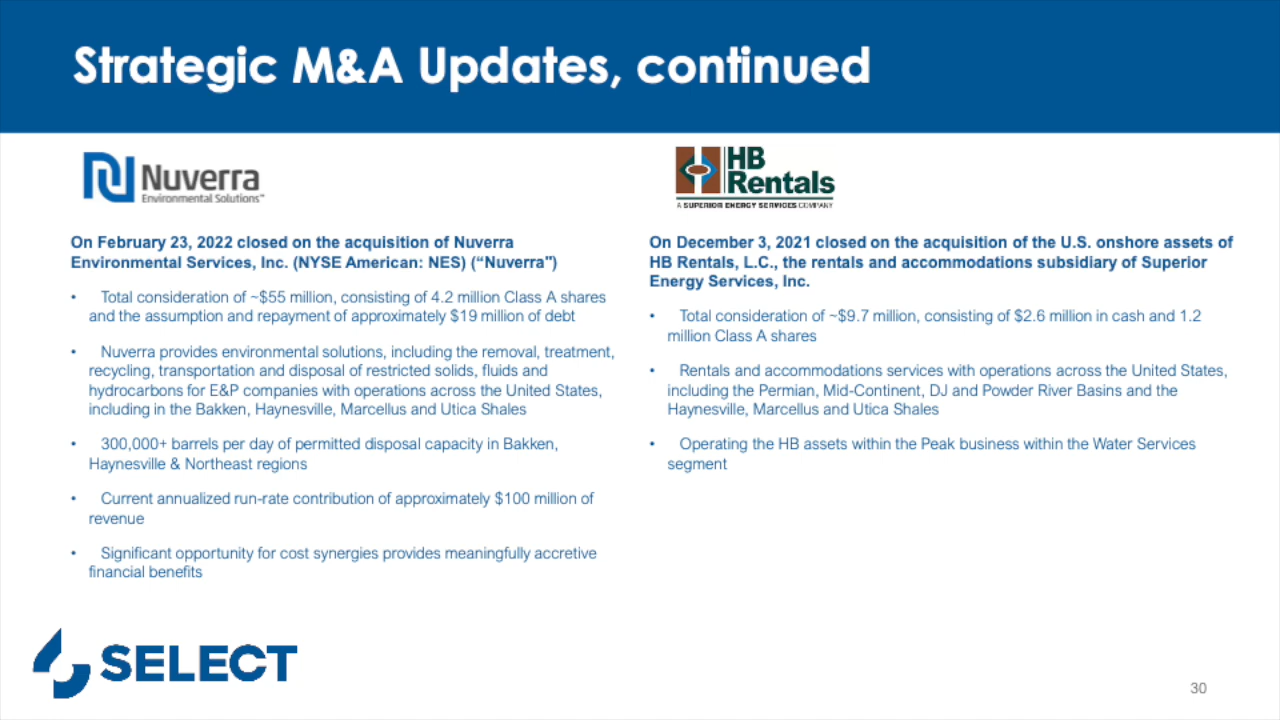 Strategic M&A Updates, continued
Nuverra
Environmental Solutions™
On February 23, 2022 closed on the acquisition of Nuverra
Environmental Services, Inc. (NYSE American: NES) (“Nuverra")
• Total consideration of ~$55 million, consisting of 4.2 million Class A shares
and the assumption and repayment of approximately $19 million of debt
• Nuverra provides environmental solutions, including the removal, treatment,
recycling, transportation and disposal of restricted solids, fluids and
hydrocarbons for E&P companies with operations across the United States,
including in the Bakken, Haynesville, Marcellus and Utica Shales
• 300,000+ barrels per day of permitted disposal capacity in Bakken,
Haynesville & Northeast regions
• Current annualized run-rate contribution of approximately $100 million of
revenue
• Significant opportunity for cost synergies provides meaningfully accretive
financial benefits
HB
Rentals
A SUPERIOR ENERGY SERVICES COMPANY
On December 3, 2021 closed on the acquisition of the U.S. onshore assets of
HB Rentals, L.C., the rentals and accommodations subsidiary of Superior
Energy Services, Inc.
• Total consideration of ~$9.7 million, consisting of $2.6 million in cash and 1.2
million Class A shares
• Rentals and accommodations services with operations across the United States,
including the Permian, Mid-Continent, DJ and Powder River Basins and the
Haynesville, Marcellus and Utica Shales
• Operating the HB assets within the Peak business within the Water Services
segment
SELECT
30